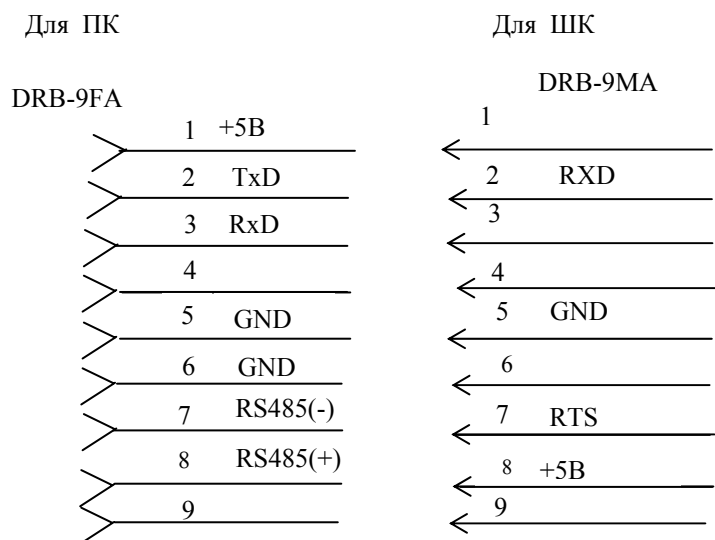 Для ПК
DRB-9FA
1 +5В
2 TxD
3 RxD
4
5 GND
6 GND
7 RS485(-)
8 RS485(+)
9
Для ШК
DRB-9MA
1
2 RXD
3
4
5 GND
6
7 RTS
8 +5В
9